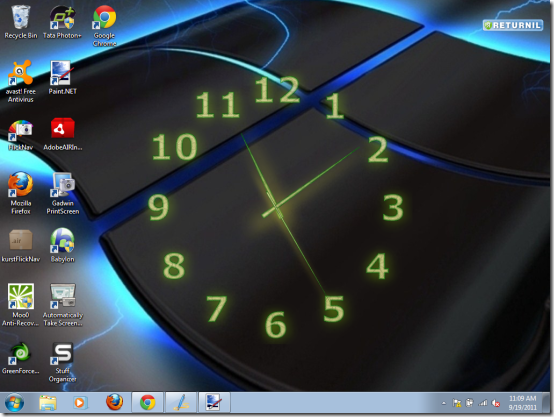 Recycle Bin
Tata Photon+
Google Chrome
RETURNIL
avast! Free Antivirus
Paint.NET
FlickNav
AdobeAIRIn...
Mozilla Firefox
Gadwin PrintScreen
kurstFlickNav
Babylon
Moo0 Anti-Recov...
Automatically Take Screen...
GreenForce...
Stuff Organizer
12
11
1
10
2
9
3
8
4
7
5
6
11:09 AM
9/19/2011